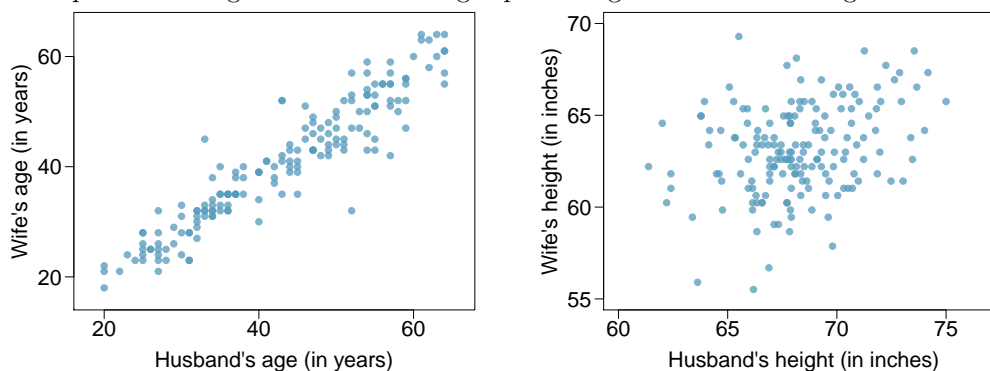 Wife's age (in years)
60
40
20
20 40 60
Husband's age (in years)
Wife's height (in inches)
70
65
60
55
60 65 70 75
Husband's height (in inches)